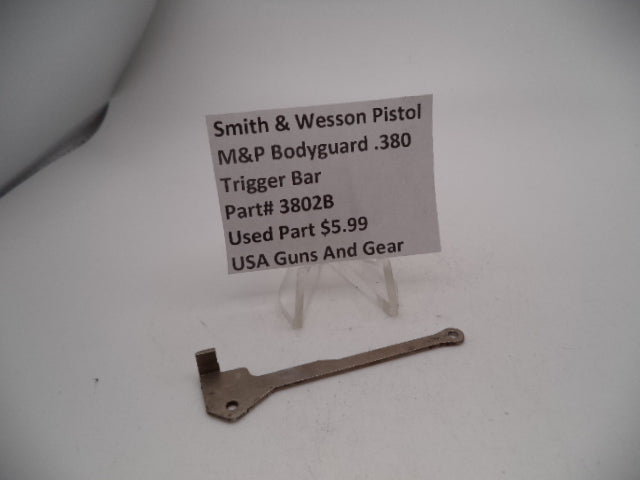 Smith & Wesson Pistol
M&P Bodyguard .380
Trigger Bar
Part# 3802B
Used Part $5.99
USA Guns And Gear